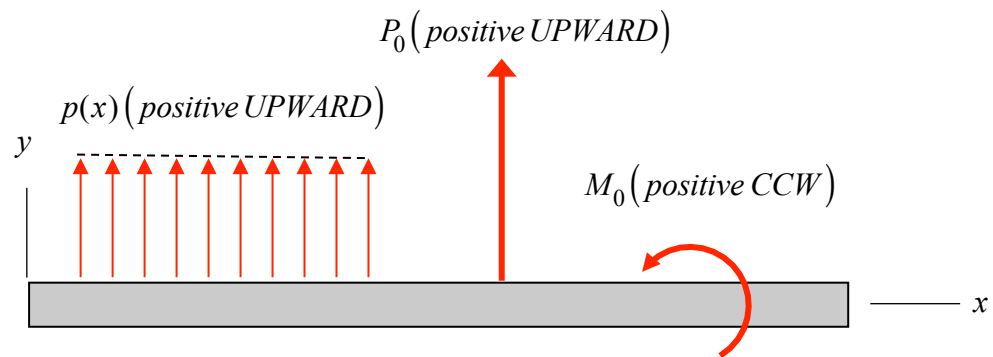 P₀(positive UPWARD)
p(x)(positive UPWARD)
y
M₀(positive CCW)
x